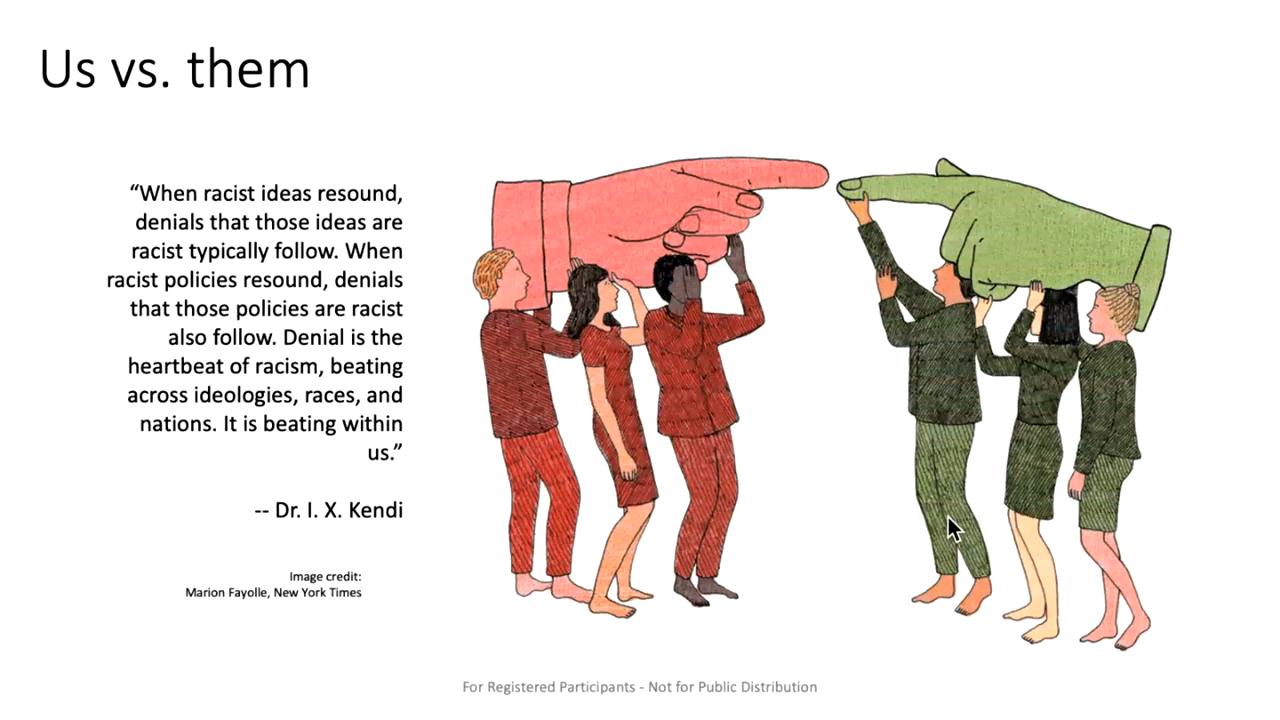 Us vs. them
“When racist ideas resound,
denials that those ideas are
racist typically follow. When
racist policies resound, denials
that those policies are racist
also follow. Denial is the
heartbeat of racism, beating
across ideologies, races, and
nations. It is beating within
us.”
-- Dr. I. X. Kendi
Image credit:
Marion Fayolle, New York Times
For Registered Participants - Not for Public Distribution